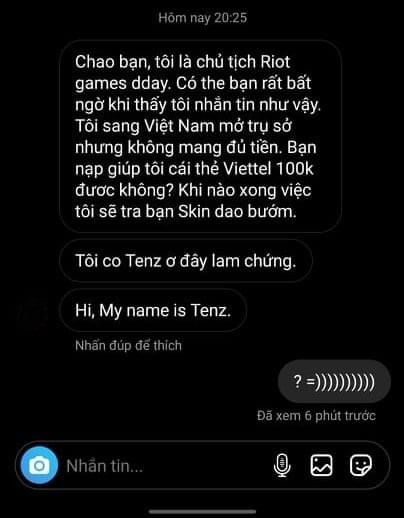 Hôm nay 20:25
Chao bạn, tôi là chủ tịch Riot
games dday. Có the bạn rất bất
ngờ khi thấy tôi nhắn tin như vậy.
Tôi sang Việt Nam mở trụ sở
nhưng không mang đủ tiền. Bạn
nạp giúp tôi cái thẻ Viettel 100k
đươc không? Khi nào xong việc
tôi sẽ tra bạn Skin dao bướm.
Tôi co Tenz ơ đây lam chứng.
Hi, My name is Tenz.
Nhấn đúp để thích
? =))))))))))
Đã xem 6 phút trước
Nhắn tin...